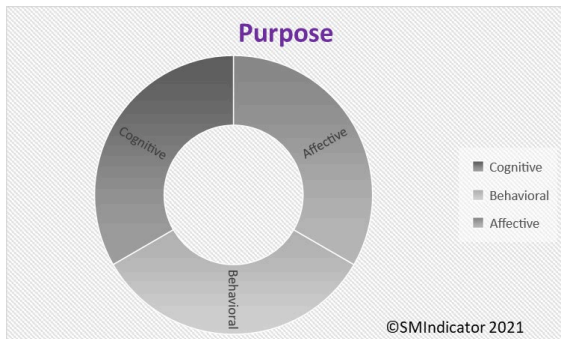 Purpose
Cognitive
Affective
Behavioral
Cognitive
Behavioral
Affective
©SMIndicator 2021